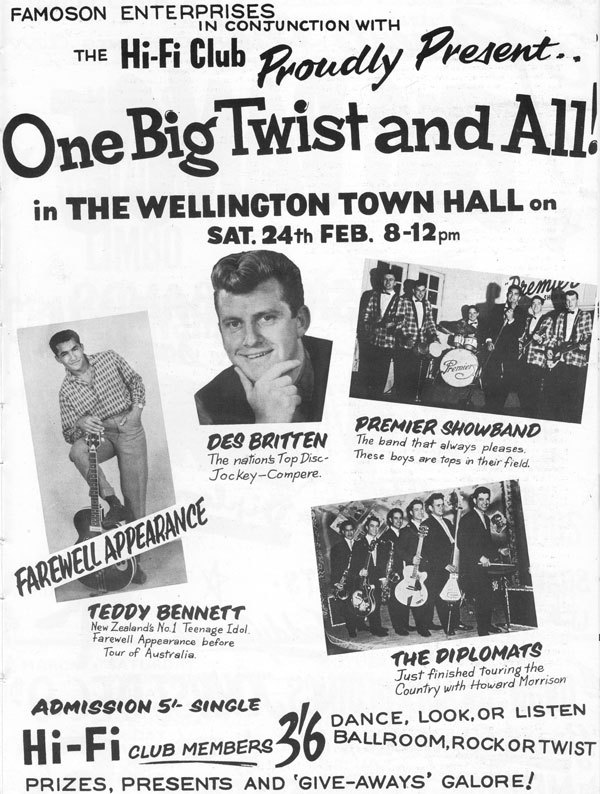 FAMOSON ENTERPRISES
IN CONJUNCTION WITH
THE Hi-Fi Club Proudly Present..
One Big Twist and All!
in THE WELLINGTON TOWN HALL on
SAT. 24th FEB. 8-12pm
Premier
Premier
DES BRITTEN
The nation's Top Disc-
Jockey-Compere.
PREMIER SHOWBAND
The band that always pleases.
These boys are tops in their field.
FAREWELL APPEARANCE
TEDDY BENNETT
New Zealand's No.1 Teenage Idol.
Farewell Appearance before
Tour of Australia.
THE DIPLOMATS
Just finished touring the
Country with Howard Morrison
ADMISSION 5/- SINGLE
Hi-Fi CLUB MEMBERS 3/6
DANCE, LOOK, OR LISTEN
BALLROOM, ROCK OR TWIST
PRIZES, PRESENTS AND 'GIVE-AWAYS' GALORE!